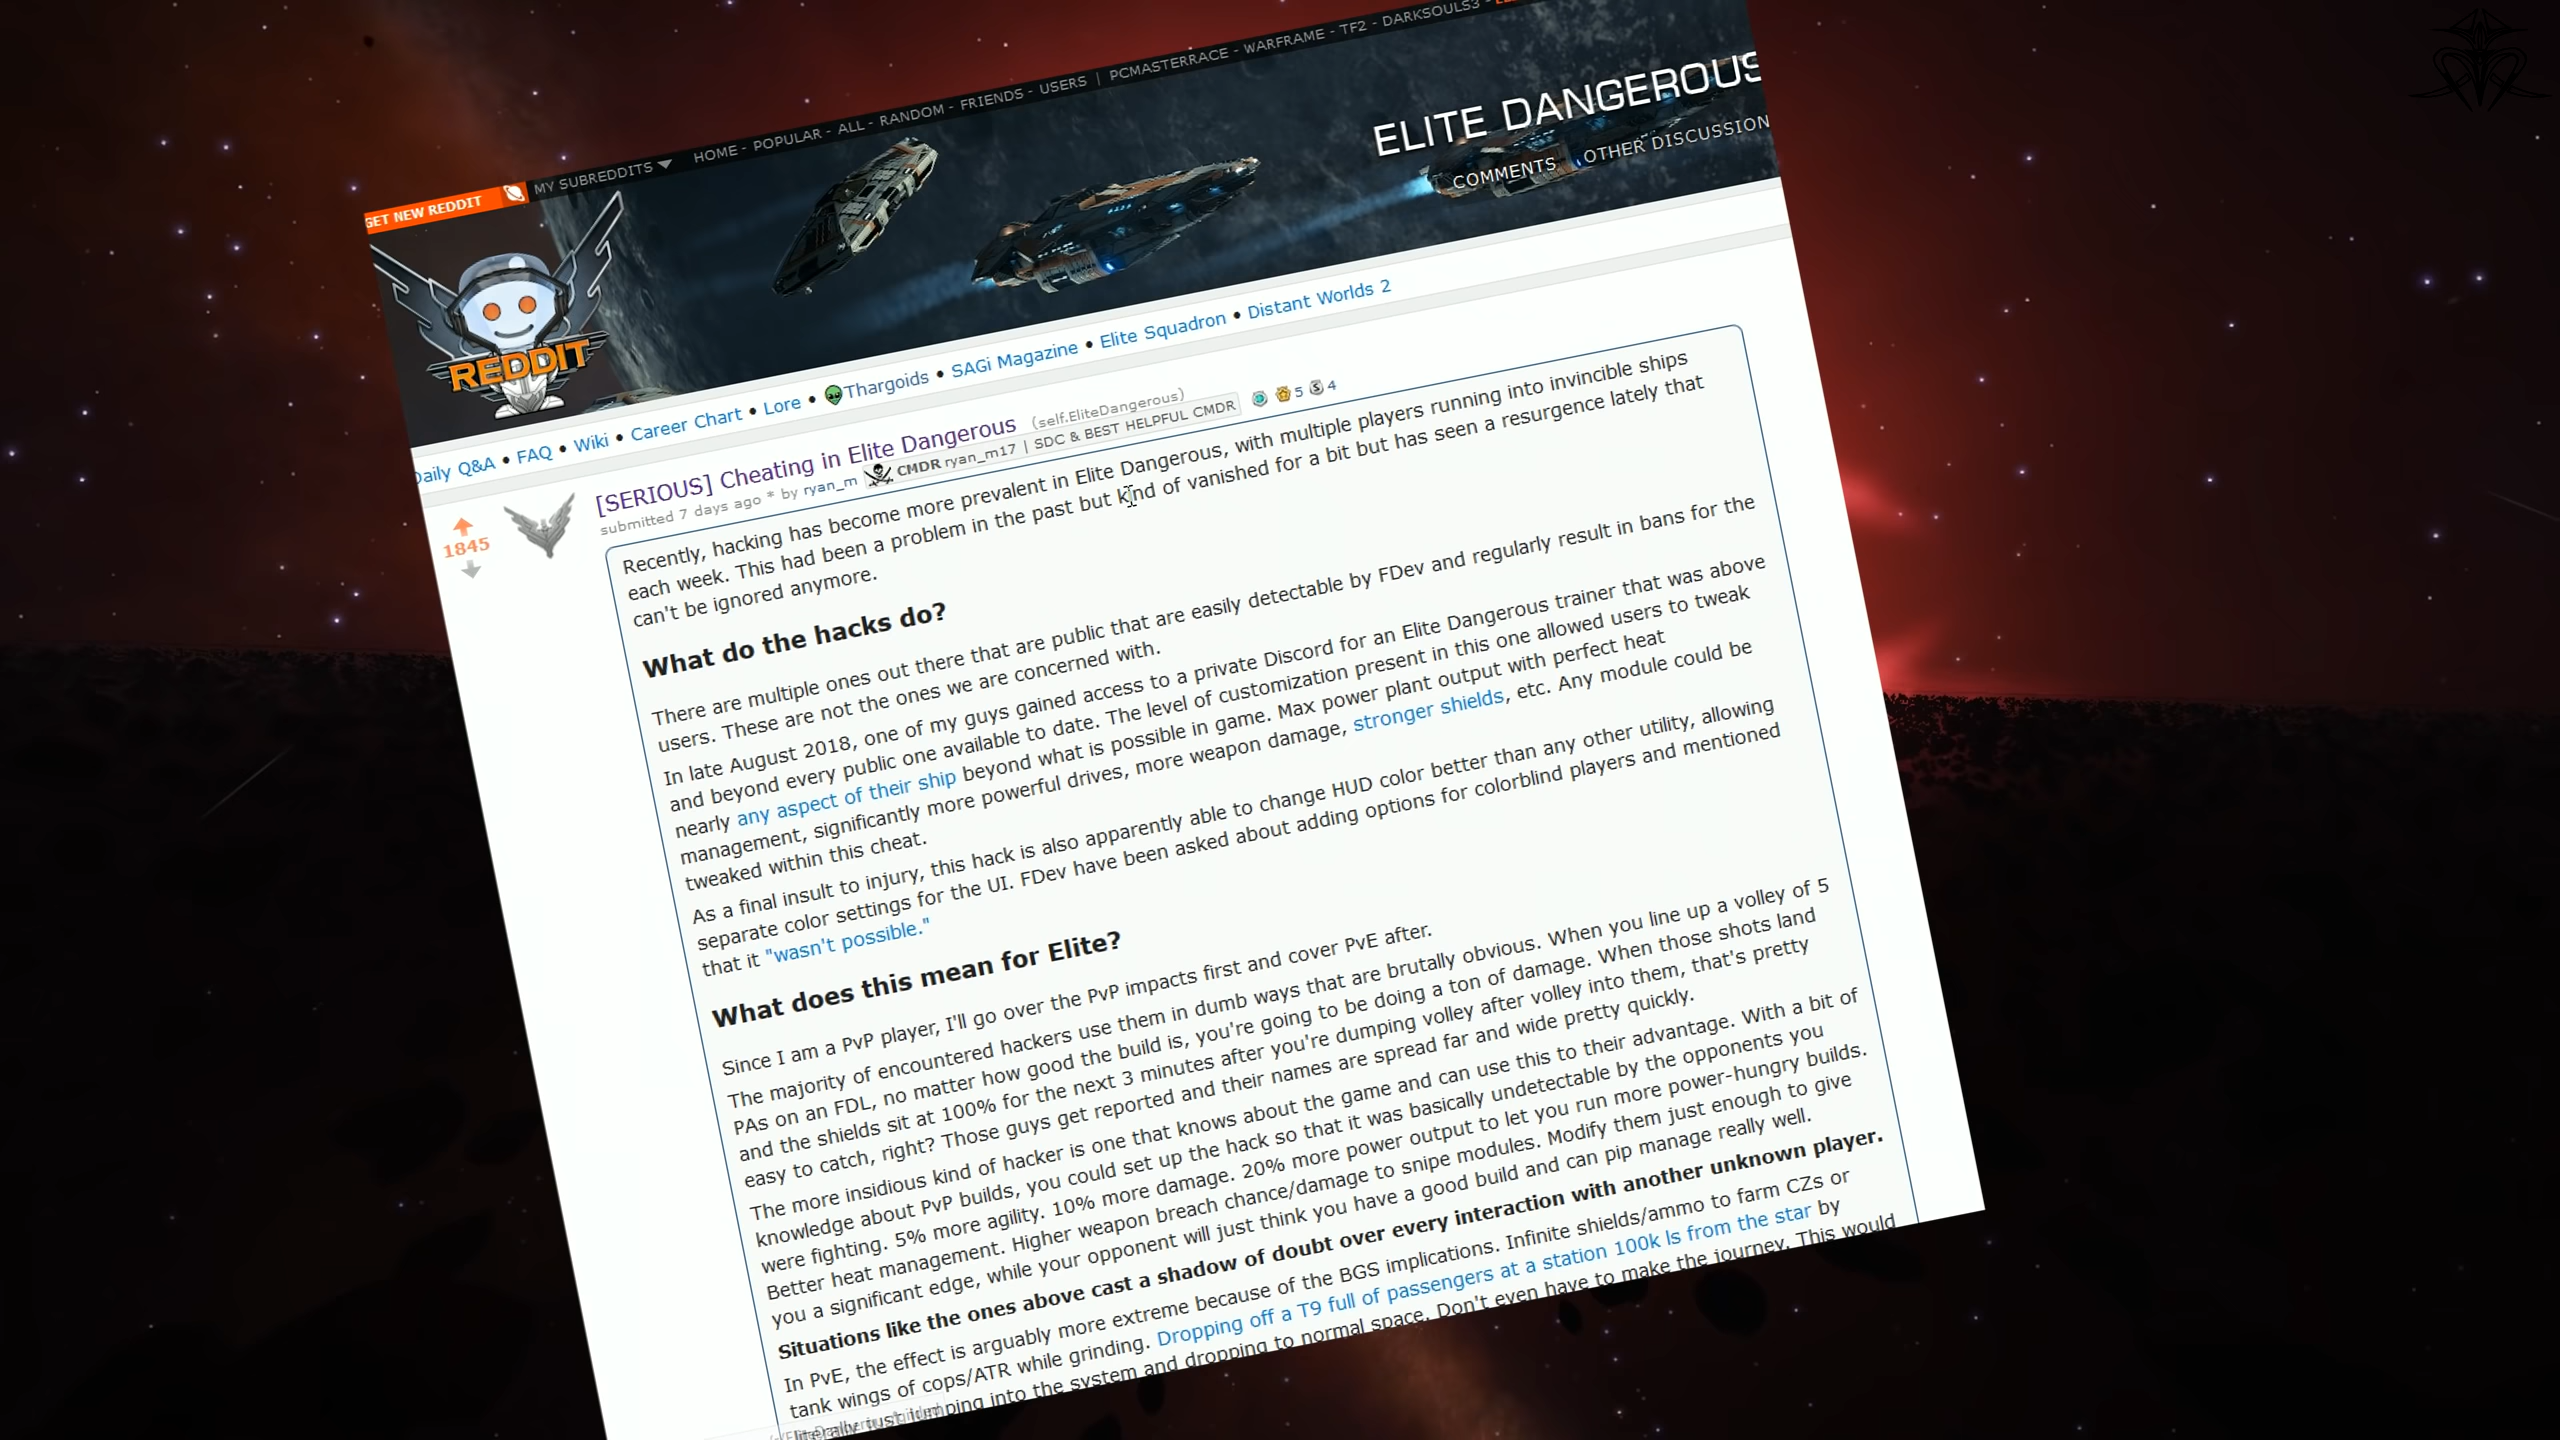 HOME - POPULAR - ALL - RANDOM - FRIENDS - USERS | PCMASTERRACE - WARFRAME - TF2 - DARKSOULS3 -
GET NEW REDDIT
MY SUBREDDITS
ELITE DANGEROUS
COMMENTS
OTHER DISCUSSION
REDDIT
Daily Q&A • FAQ • Wiki • Career Chart • Lore • Thargoids • SAGi Magazine • Elite Squadron • Distant Worlds 2
1845
[SERIOUS] Cheating in Elite Dangerous (self.EliteDangerous)
submitted 7 days ago * by ryan_m CMDR ryan_m17 | SDC & BEST HELPFUL CMDR 5 4
Recently, hacking has become more prevalent in Elite Dangerous, with multiple players running into invincible ships
each week. This had been a problem in the past but kind of vanished for a bit but has seen a resurgence lately that
can't be ignored anymore.
What do the hacks do?
There are multiple ones out there that are public that are easily detectable by FDev and regularly result in bans for the
users. These are not the ones we are concerned with.
In late August 2018, one of my guys gained access to a private Discord for an Elite Dangerous trainer that was above
and beyond every public one available to date. The level of customization present in this one allowed users to tweak
nearly any aspect of their ship beyond what is possible in game. Max power plant output with perfect heat
management, significantly more powerful drives, more weapon damage, stronger shields, etc. Any module could be
tweaked within this cheat.
As a final insult to injury, this hack is also apparently able to change HUD color better than any other utility, allowing
separate color settings for the UI. FDev have been asked about adding options for colorblind players and mentioned
that it "wasn't possible."
What does this mean for Elite?
Since I am a PvP player, I'll go over the PvP impacts first and cover PvE after.
The majority of encountered hackers use them in dumb ways that are brutally obvious. When you line up a volley of 5
PAs on an FDL, no matter how good the build is, you're going to be doing a ton of damage. When those shots land
and the shields sit at 100% for the next 3 minutes after you're dumping volley after volley into them, that's pretty
easy to catch, right? Those guys get reported and their names are spread far and wide pretty quickly.
The more insidious kind of hacker is one that knows about the game and can use this to their advantage. With a bit of
knowledge about PvP builds, you could set up the hack so that it was basically undetectable by the opponents you
were fighting. 5% more agility. 10% more damage. 20% more power output to let you run more power-hungry builds.
Better heat management. Higher weapon breach chance/damage to snipe modules. Modify them just enough to give
you a significant edge, while your opponent will just think you have a good build and can pip manage really well.
Situations like the ones above cast a shadow of doubt over every interaction with another unknown player.
In PvE, the effect is arguably more extreme because of the BGS implications. Infinite shields/ammo to farm CZs or
tank wings of cops/ATR while grinding. Dropping off a T9 full of passengers at a station 100k ls from the star by
literally just jumping into the system and dropping to normal space. Don't even have to make the journey. This would